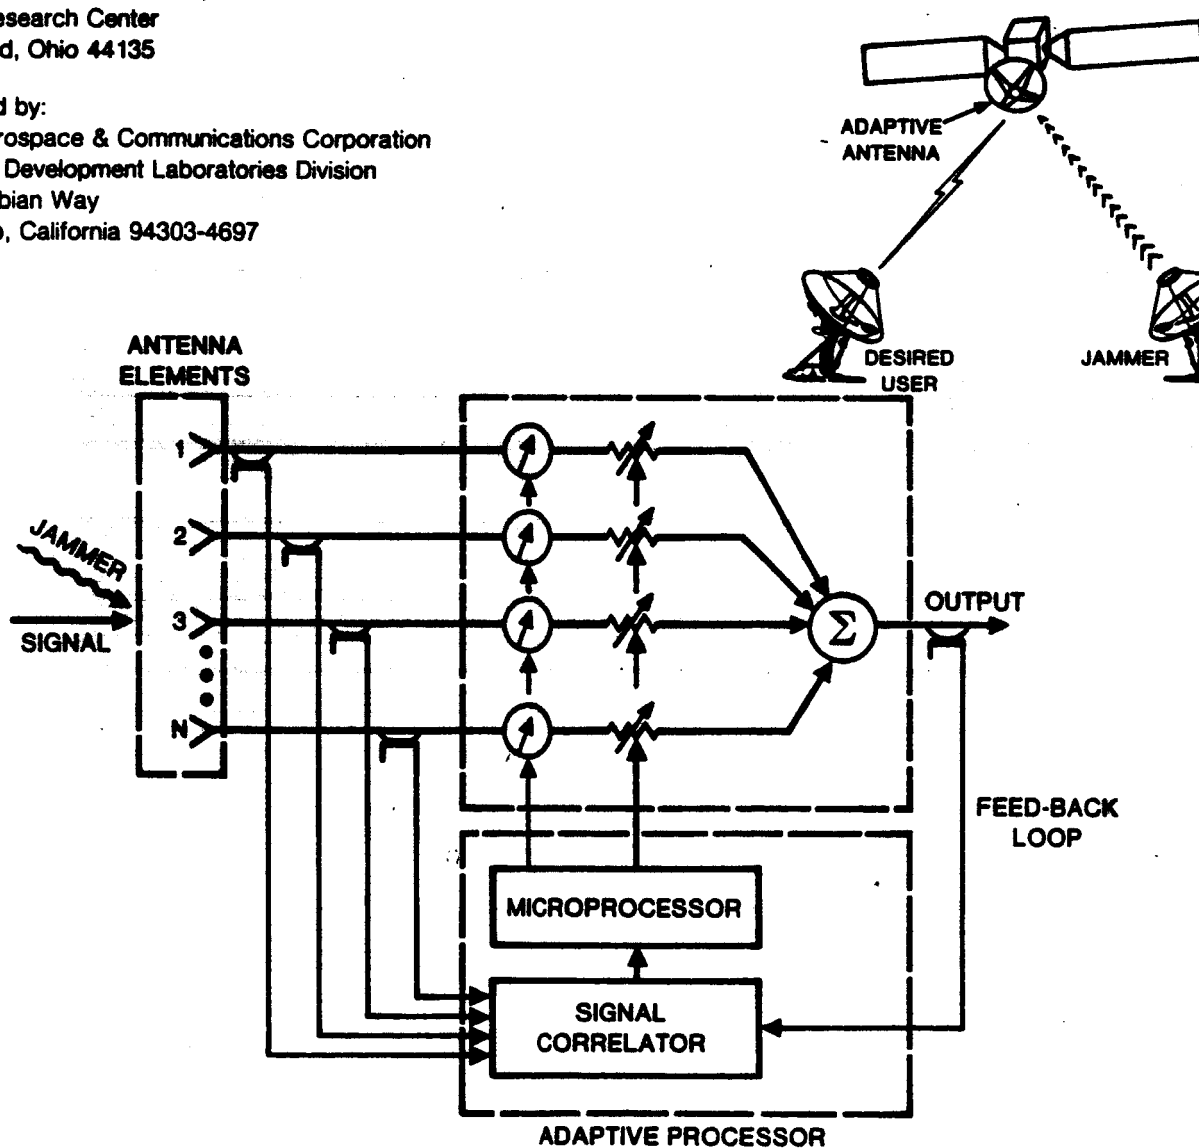 esearch Center
d, Ohio 44135
d by:
rospace & Communications Corporation
Development Laboratories Division
bian Way
o, California 94303-4697
ADAPTIVE
ANTENNA
DESIRED
USER
JAMMER
ANTENNA
ELEMENTS
1
2
3
N
JAMMER
SIGNAL
Σ
OUTPUT
FEED-BACK
LOOP
MICROPROCESSOR
SIGNAL
CORRELATOR
ADAPTIVE PROCESSOR